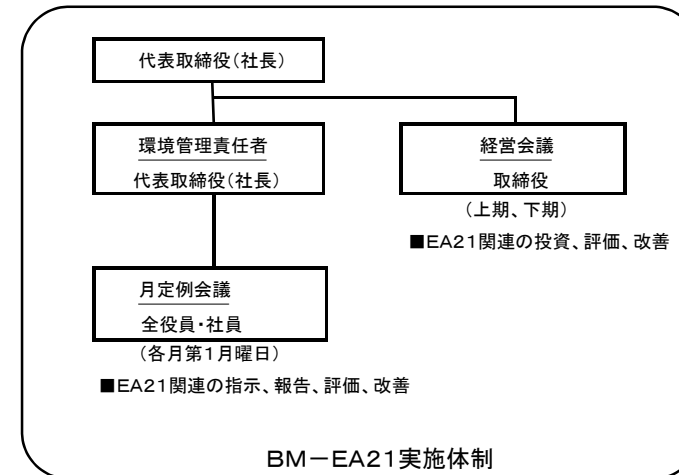 代表取締役(社長)
環境管理責任者
代表取締役(社長)
経営会議
取締役
(上期、下期)
■EA21関連の投資、評価、改善
月定例会議
全役員・社員
(各月第1月曜日)
■EA21関連の指示、報告、評価、改善
BM-EA21実施体制